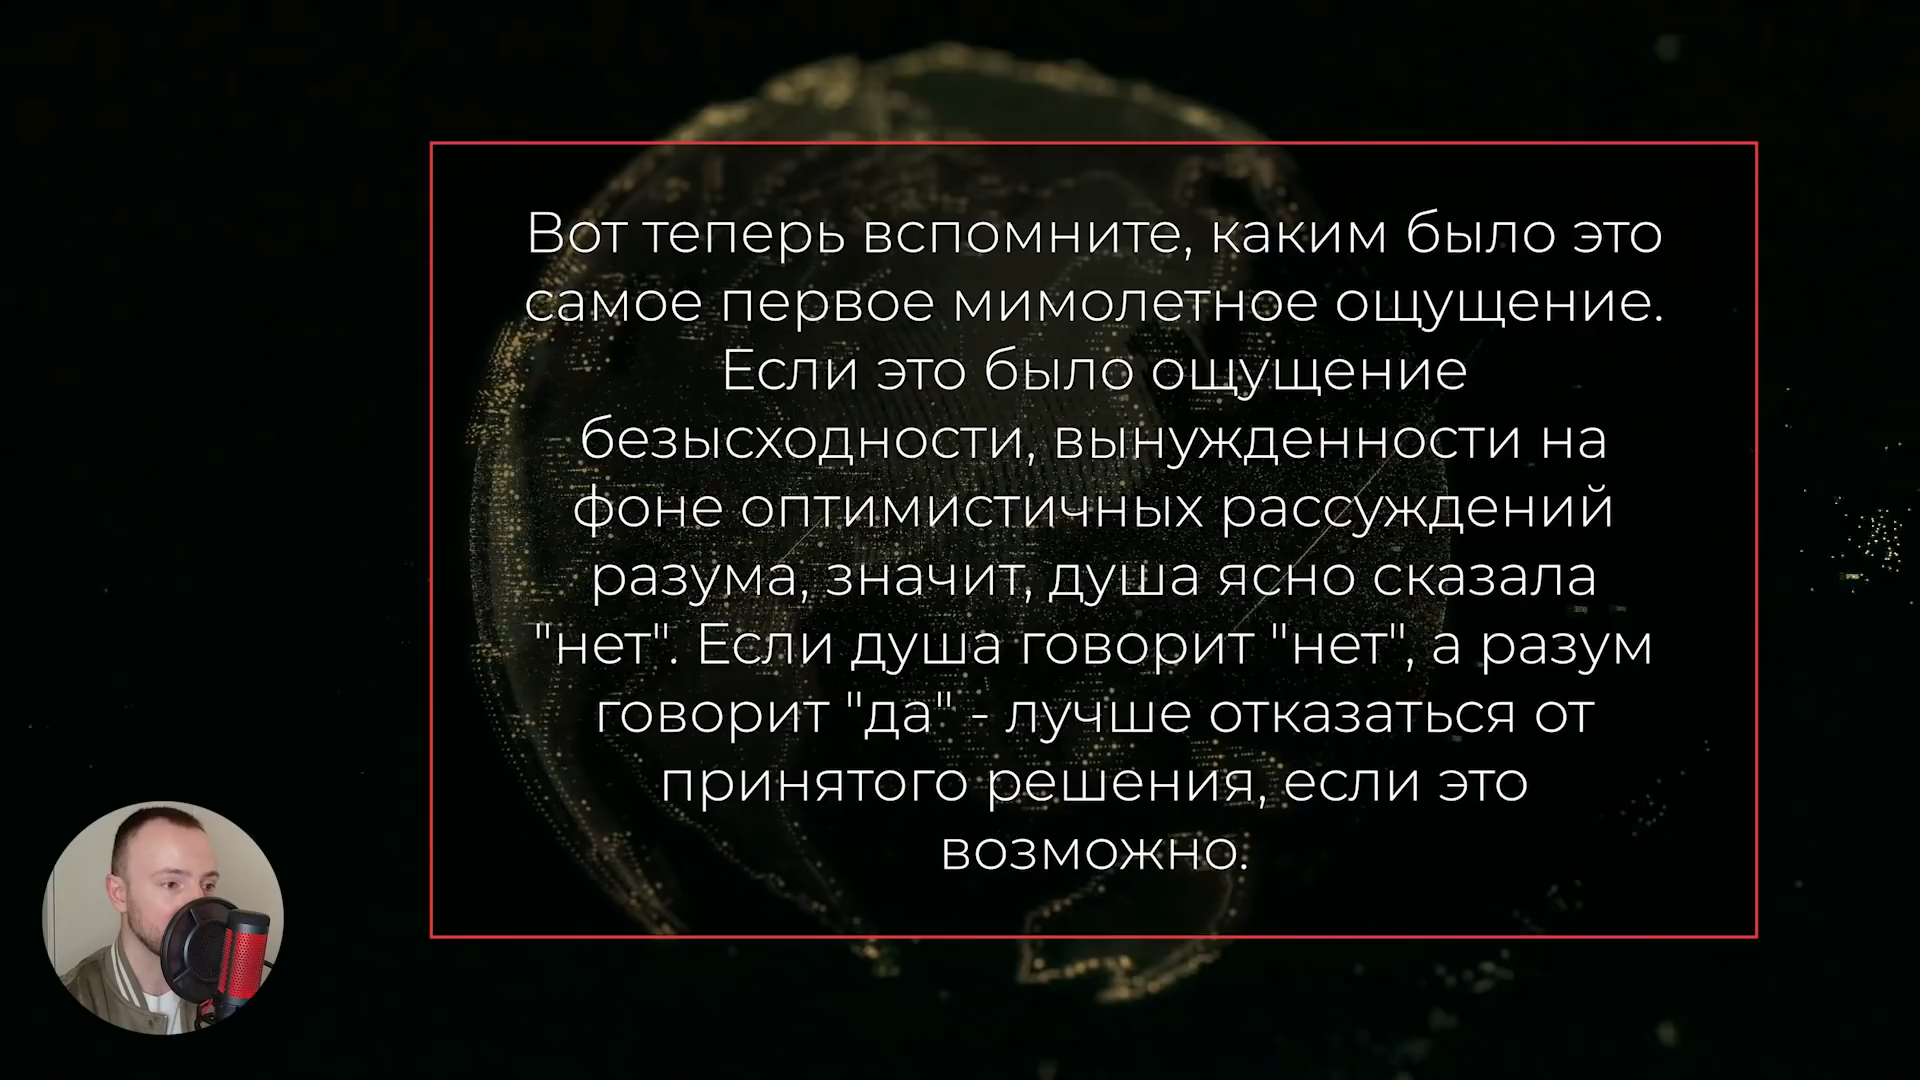 Вот теперь вспомните, каким было это
самое первое мимолетное ощущение.
Если это было ощущение
безысходности, вынужденности на
фоне оптимистичных рассуждений
разума, значит, душа ясно сказала
"нет". Если душа говорит "нет", а разум
говорит "да" - лучше отказаться от
принятого решения, если это
возможно.